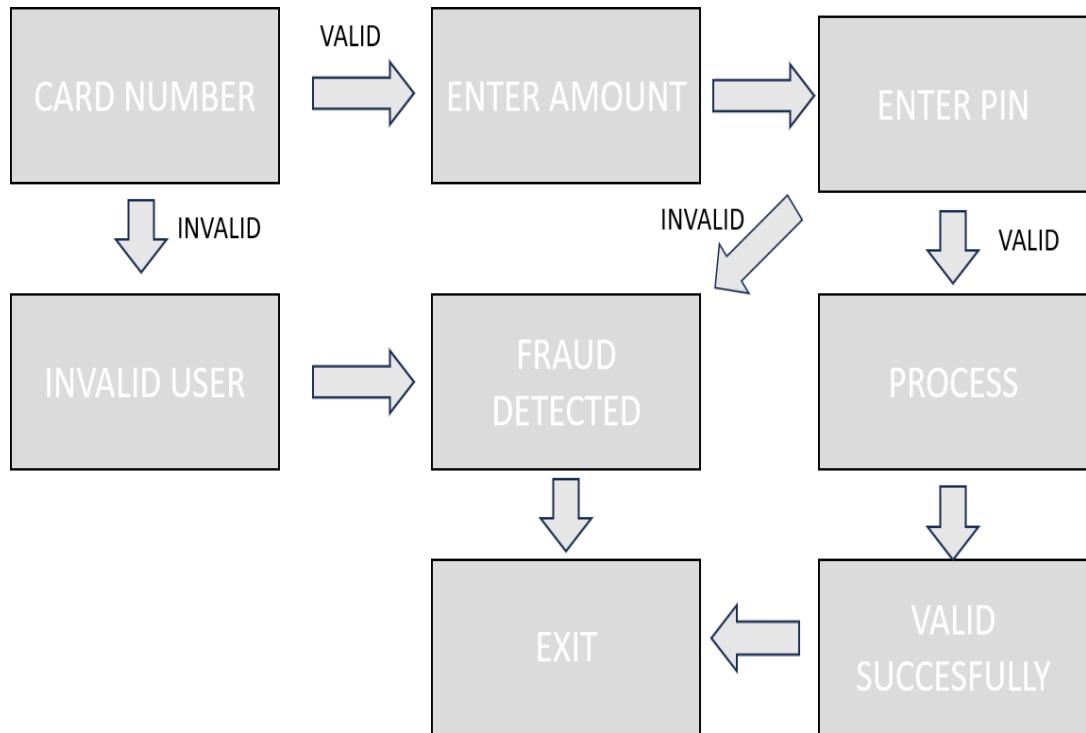 VALID
CARD NUMBER
ENTER AMOUNT
ENTER PIN
INVALID
INVALID
VALID
INVALID USER
FRAUD
DETECTED
PROCESS
EXIT
VALID
SUCCESFULLY